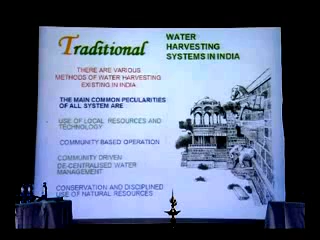 Traditional
WATER
HARVESTING
SYSTEMS IN INDIA
THERE ARE VARIOUS
METHODS OF WATER HARVESTING
EXISTING IN INDIA
THE MAIN COMMON PECULARITIES
OF ALL SYSTEM ARE
USE OF LOCAL RESOURCES AND
TECHNOLOGY
COMMUNITY BASED OPERATION
COMMUNITY DRIVEN
DE-CENTRALISED WATER
MANAGEMENT
CONSERVATION AND DISCIPLINED
USE OF NATURAL RESOURCES